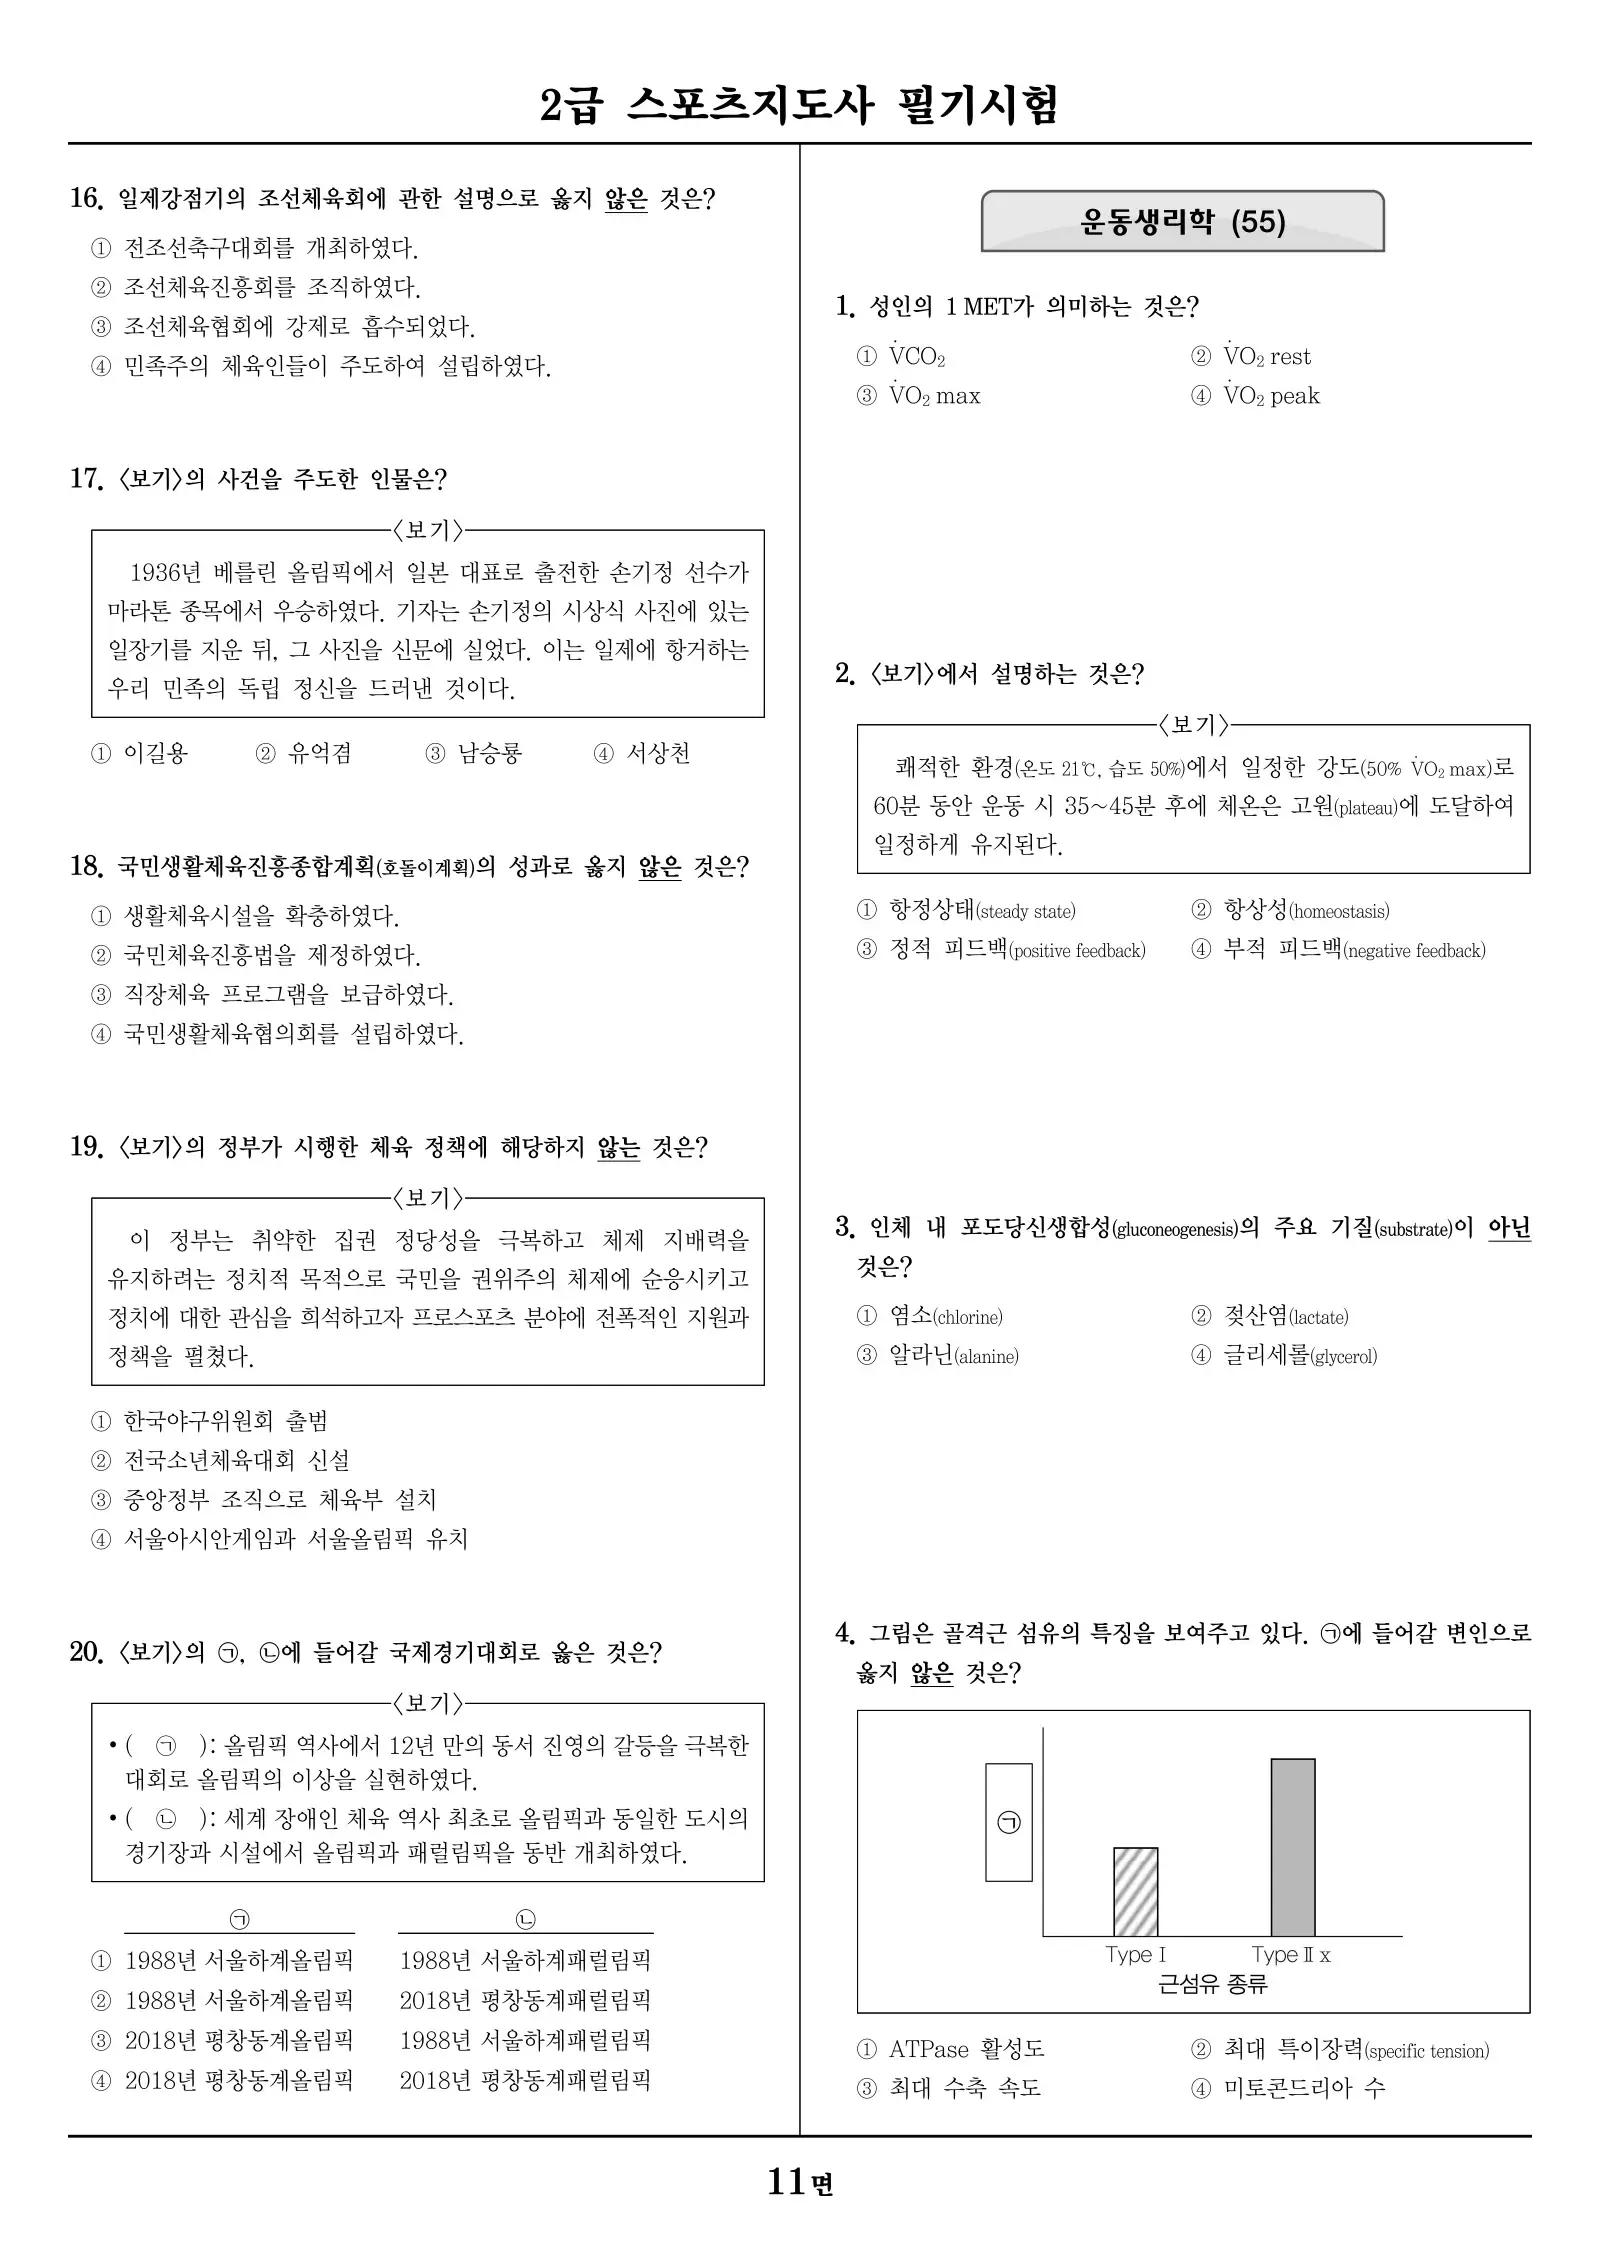 2급 스포츠지도사 필기시험
16. 일제강점기의 조선체육회에 관한 설명으로 옳지 않은 것은?
① 전조선축구대회를 개최하였다.
② 조선체육진흥회를 조직하였다.
③ 조선체육협회에 강제로 흡수되었다.
④ 민족주의 체육인들이 주도하여 설립하였다.
17. 〈보기〉의 사건을 주도한 인물은?
〈보기〉
1936년 베를린 올림픽에서 일본 대표로 출전한 손기정 선수가
마라톤 종목에서 우승하였다. 기자는 손기정의 시상식 사진에 있는
일장기를 지운 뒤, 그 사진을 신문에 실었다. 이는 일제에 항거하는
우리 민족의 독립 정신을 드러낸 것이다.
① 이길용 ② 유억겸 ③ 남승룡 ④ 서상천
18. 국민생활체육진흥종합계획(호돌이계획)의 성과로 옳지 않은 것은?
① 생활체육시설을 확충하였다.
② 국민체육진흥법을 제정하였다.
③ 직장체육 프로그램을 보급하였다.
④ 국민생활체육협의회를 설립하였다.
19. 〈보기〉의 정부가 시행한 체육 정책에 해당하지 않는 것은?
〈보기〉
이 정부는 취약한 집권 정당성을 극복하고 체제 지배력을
유지하려는 정치적 목적으로 국민을 권위주의 체제에 순응시키고
정치에 대한 관심을 희석하고자 프로스포츠 분야에 전폭적인 지원과
정책을 펼쳤다.
① 한국야구위원회 출범
② 전국소년체육대회 신설
③ 중앙정부 조직으로 체육부 설치
④ 서울아시안게임과 서울올림픽 유치
20. 〈보기〉의 ㉠, ㉡에 들어갈 국제경기대회로 옳은 것은?
〈보기〉
• ( ㉠ ): 올림픽 역사에서 12년 만의 동서 진영의 갈등을 극복한
대회로 올림픽의 이상을 실현하였다.
• ( ㉡ ): 세계 장애인 체육 역사 최초로 올림픽과 동일한 도시의
경기장과 시설에서 올림픽과 패럴림픽을 동반 개최하였다.
㉠ ㉡
① 1988년 서울하계올림픽 1988년 서울하계패럴림픽
② 1988년 서울하계올림픽 2018년 평창동계패럴림픽
③ 2018년 평창동계올림픽 1988년 서울하계패럴림픽
④ 2018년 평창동계올림픽 2018년 평창동계패럴림픽
운동생리학 (55)
1. 성인의 1 MET가 의미하는 것은?
① V̇CO₂ ② V̇O₂ rest
③ V̇O₂ max ④ V̇O₂ peak
2. 〈보기〉에서 설명하는 것은?
〈보기〉
쾌적한 환경(온도 21℃, 습도 50%)에서 일정한 강도(50% V̇O₂ max)로
60분 동안 운동 시 35~45분 후에 체온은 고원(plateau)에 도달하여
일정하게 유지된다.
① 항정상태(steady state) ② 항상성(homeostasis)
③ 정적 피드백(positive feedback) ④ 부적 피드백(negative feedback)
3. 인체 내 포도당신생합성(gluconeogenesis)의 주요 기질(substrate)이 아닌
것은?
① 염소(chlorine) ② 젖산염(lactate)
③ 알라닌(alanine) ④ 글리세롤(glycerol)
4. 그림은 골격근 섬유의 특징을 보여주고 있다. ㉠에 들어갈 변인으로
옳지 않은 것은?
㉠
Type Ⅰ Type Ⅱ x
근섬유 종류
① ATPase 활성도 ② 최대 특이장력(specific tension)
③ 최대 수축 속도 ④ 미토콘드리아 수
11면